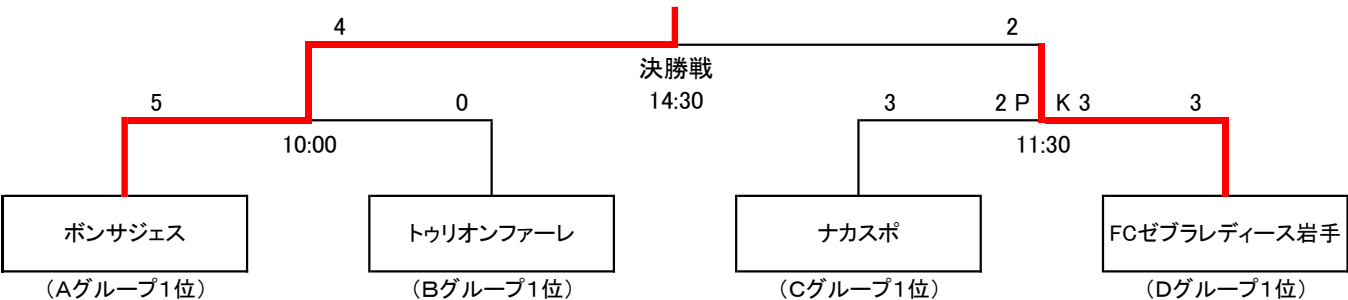 4 2
決勝戦
14:30
5 0 3 2 P K 3 3
10:00 11:30
ボンサジェス トゥリオンファーレ ナカスポ FCゼブラレディース岩手
（Aグループ1位） （Bグループ1位） （Cグループ1位） （Dグループ1位）